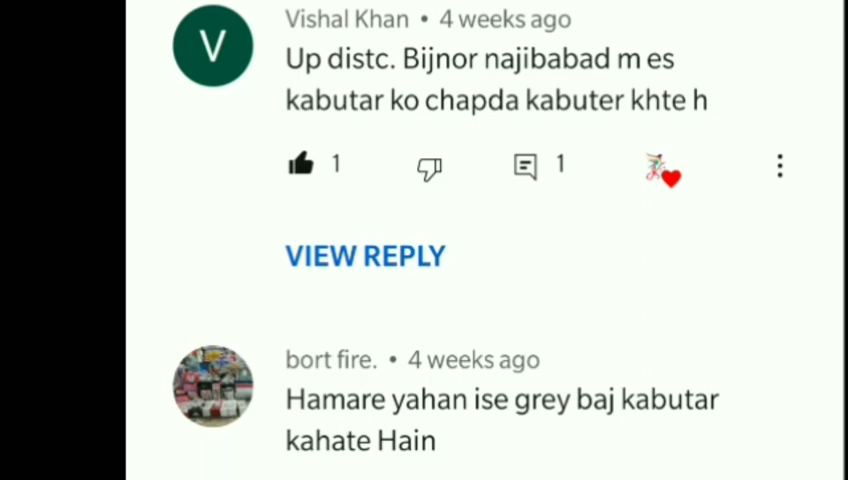 V
Vishal Khan • 4 weeks ago
Up distc. Bijnor najibabad m es
kabutar ko chapda kabuter khte h
1
1
VIEW REPLY
bort fire. • 4 weeks ago
Hamare yahan ise grey baj kabutar
kahate Hain